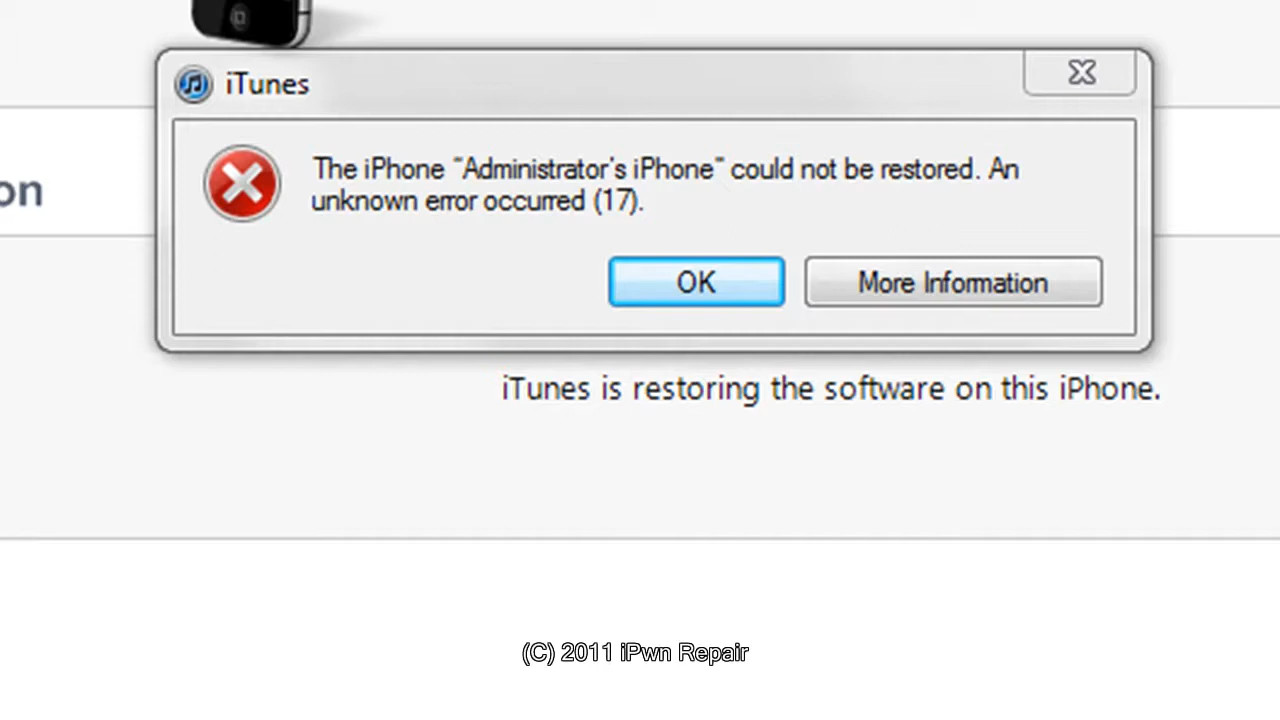 iTunes
The iPhone "Administrator's iPhone" could not be restored. An
unknown error occurred (17).
on
OK
More Information
iTunes is restoring the software on this iPhone.
(C) 2011 iPwn Repair